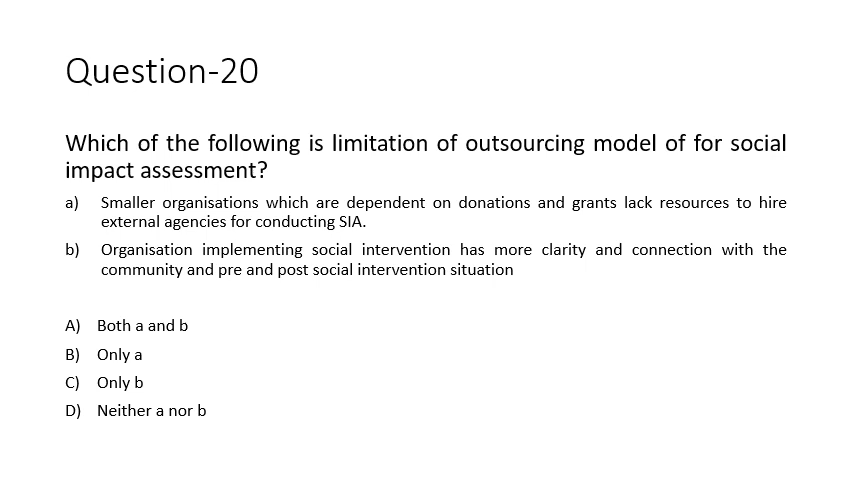 Question-20
Which of the following is limitation of outsourcing model of for social
impact assessment?
a) Smaller organisations which are dependent on donations and grants lack resources to hire
external agencies for conducting SIA.
b) Organisation implementing social intervention has more clarity and connection with the
community and pre and post social intervention situation
A) Both a and b
B) Only a
C) Only b
D) Neither a nor b